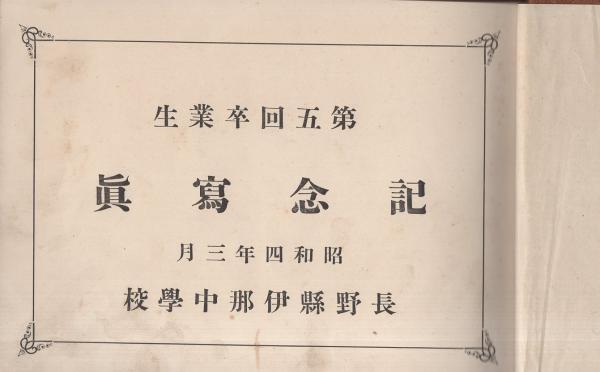 第五回卒業生
記念寫眞
昭和四年三月
長野縣伊那中學校